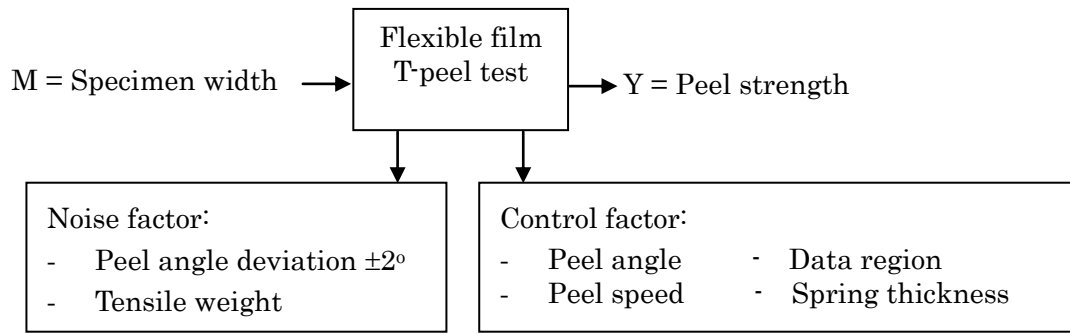 Flexible film
T-peel test
M = Specimen width
Y = Peel strength
Noise factor:
- Peel angle deviation ±2º
- Tensile weight
Control factor:
- Peel angle - Data region
- Peel speed - Spring thickness